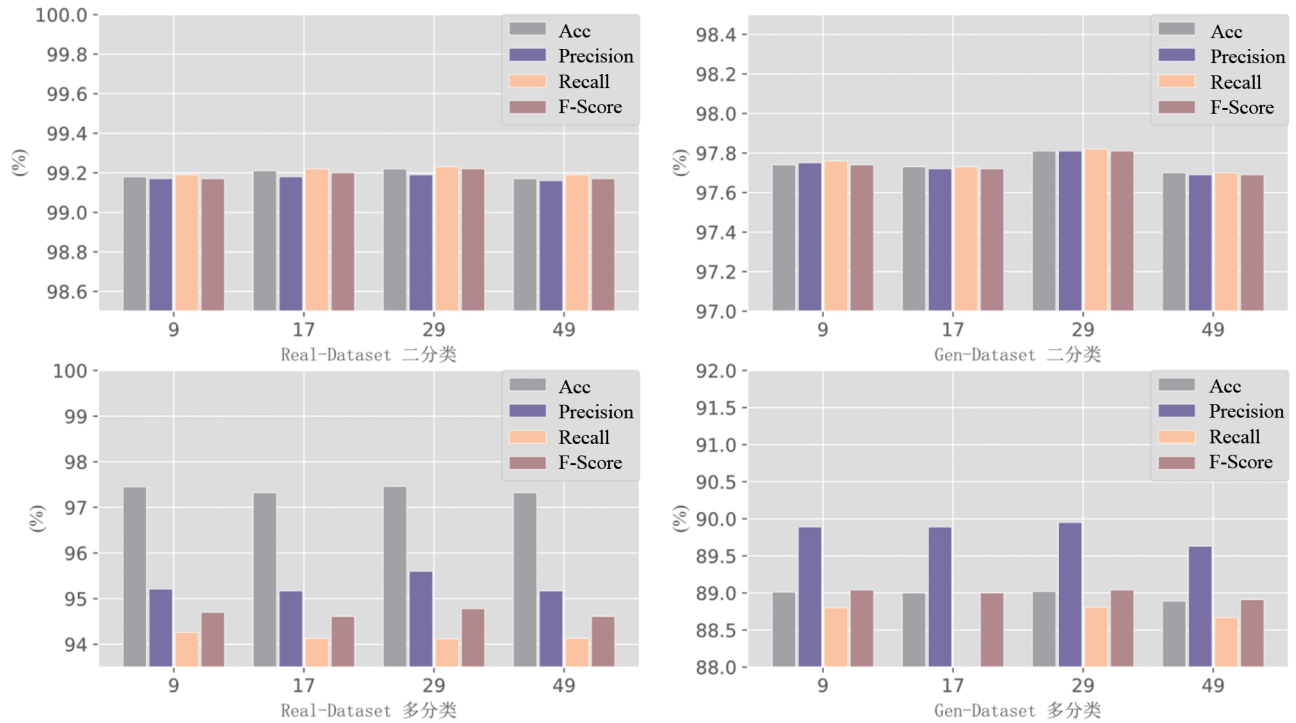 100.0
99.8
99.6
99.4
99.2
99.0
98.8
98.6
(%)
Acc
Precision
Recall
F-Score
9 17 29 49
Real-Dataset 二分类
98.4
98.2
98.0
97.8
97.6
97.4
97.2
97.0
(%)
Acc
Precision
Recall
F-Score
9 17 29 49
Gen-Dataset 二分类
100
99
98
97
96
95
94
(%)
Acc
Precision
Recall
F-Score
9 17 29 49
Real-Dataset 多分类
92.0
91.5
91.0
90.5
90.0
89.5
89.0
88.5
88.0
(%)
Acc
Precision
Recall
F-Score
9 17 29 49
Gen-Dataset 多分类